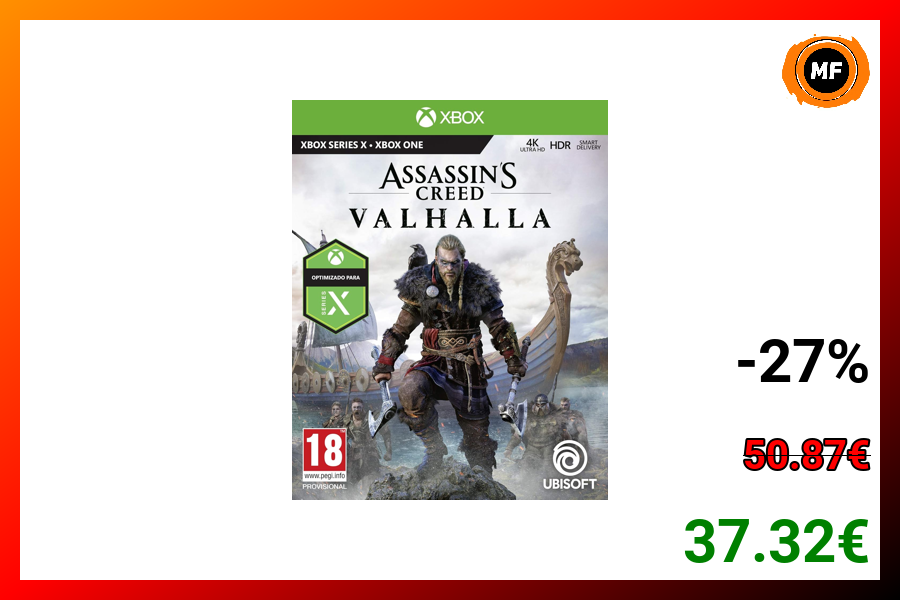 MF
XBOX
XBOX SERIES X • XBOX ONE
4K
ULTRA HD
HDR
SMART
DELIVERY
ASSASSIN'S
CREED
VALHALLA
OPTIMIZADO PARA
SERIES X
18
www.pegi.info
PROVISIONAL
UBISOFT
-27%
50.87€
37.32€